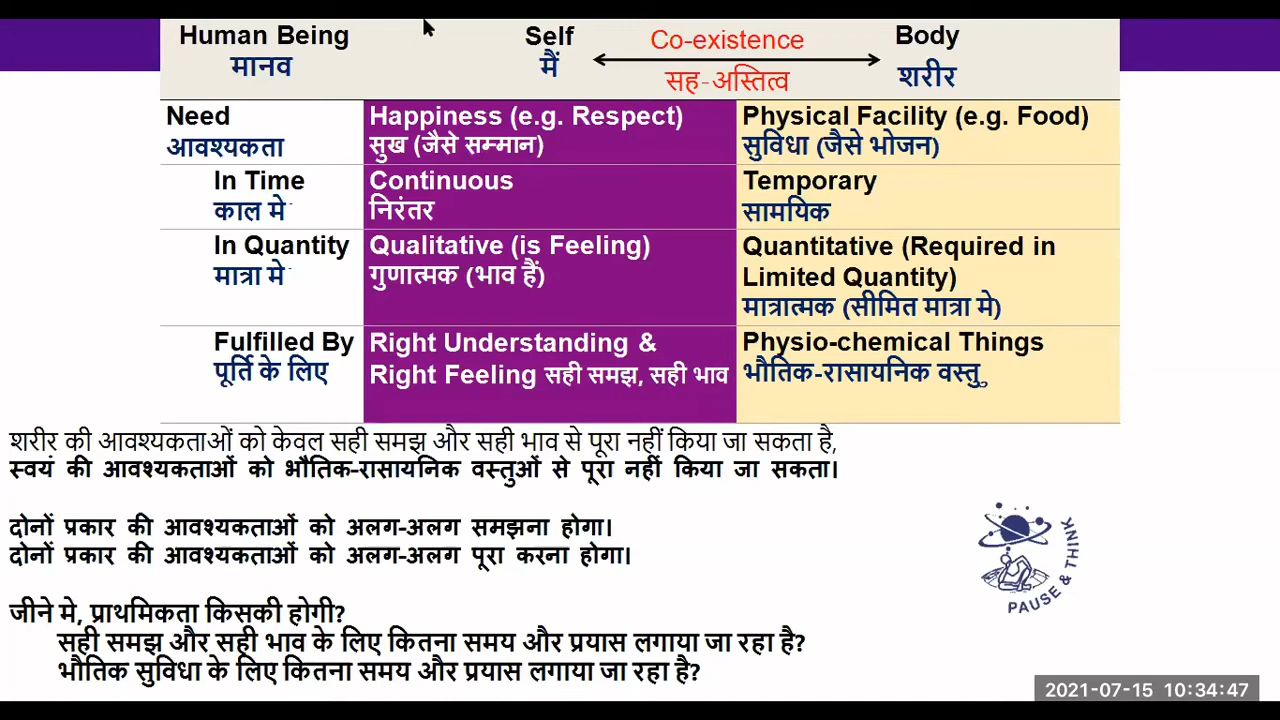 Human Being
मानव
Self
मैं
Co-existence
सह-अस्तित्व
Body
शरीर
Need
आवश्यकता
Happiness (e.g. Respect)
सुख (जैसे सम्मान)
Physical Facility (e.g. Food)
सुविधा (जैसे भोजन)
In Time
काल मे
Continuous
निरंतर
Temporary
सामयिक
In Quantity
मात्रा मे
Qualitative (is Feeling)
गुणात्मक (भाव हैं)
Quantitative (Required in
Limited Quantity)
मात्रात्मक (सीमित मात्रा मे)
Fulfilled By
पूर्ति के लिए
Right Understanding &
Right Feeling सही समझ, सही भाव
Physio-chemical Things
भौतिक-रासायनिक वस्तु
शरीर की आवश्यकताओं को केवल सही समझ और सही भाव से पूरा नहीं किया जा सकता है,
स्वयं की आवश्यकताओं को भौतिक-रासायनिक वस्तुओं से पूरा नहीं किया जा सकता।
दोनों प्रकार की आवश्यकताओं को अलग-अलग समझना होगा।
दोनों प्रकार की आवश्यकताओं को अलग-अलग पूरा करना होगा।
जीने मे, प्राथमिकता किसकी होगी?
सही समझ और सही भाव के लिए कितना समय और प्रयास लगाया जा रहा है?
भौतिक सुविधा के लिए कितना समय और प्रयास लगाया जा रहा है?
PAUSE & THINK
2021-07-15 10:34:47